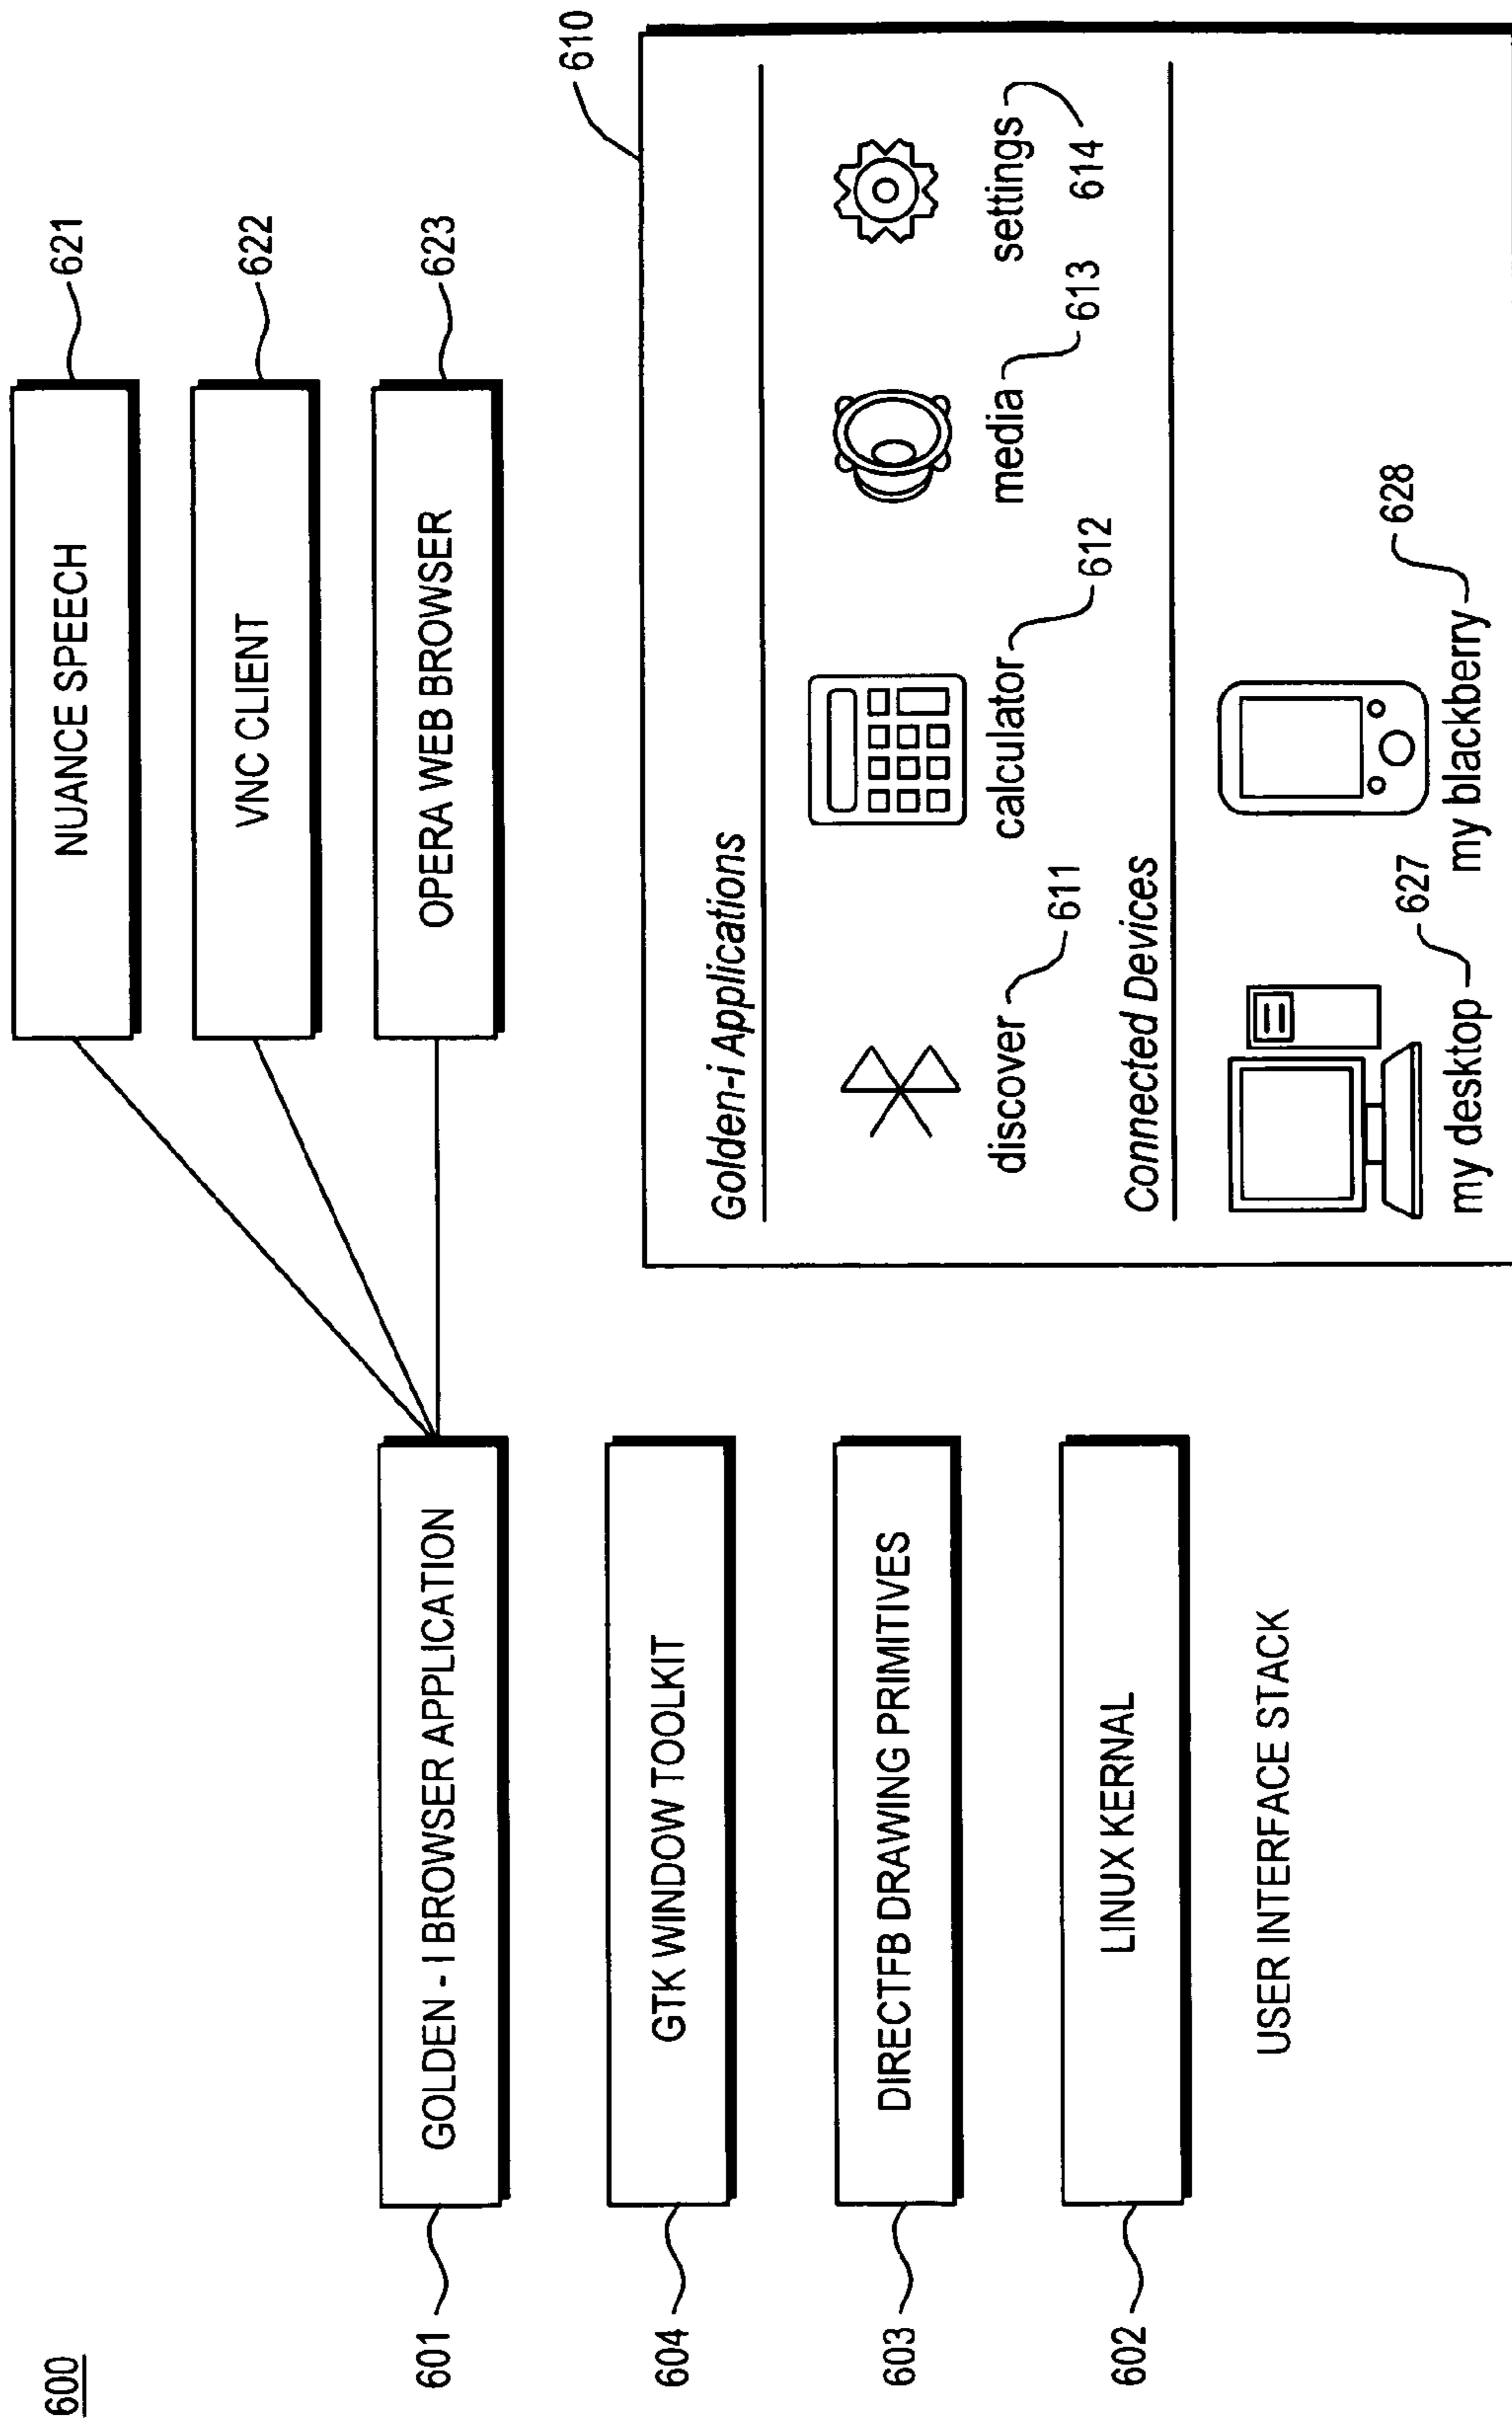 600
NUANCE SPEECH
621
VNC CLIENT
622
OPERA WEB BROWSER
623
601
GOLDEN - I BROWSER APPLICATION
604
GTK WINDOW TOOLKIT
603
DIRECTFB DRAWING PRIMITIVES
602
LINUX KERNAL
USER INTERFACE STACK
610
Golden-i Applications
discover
611
calculator
612
media
613
settings
614
Connected Devices
my desktop
627
my blackberry
628